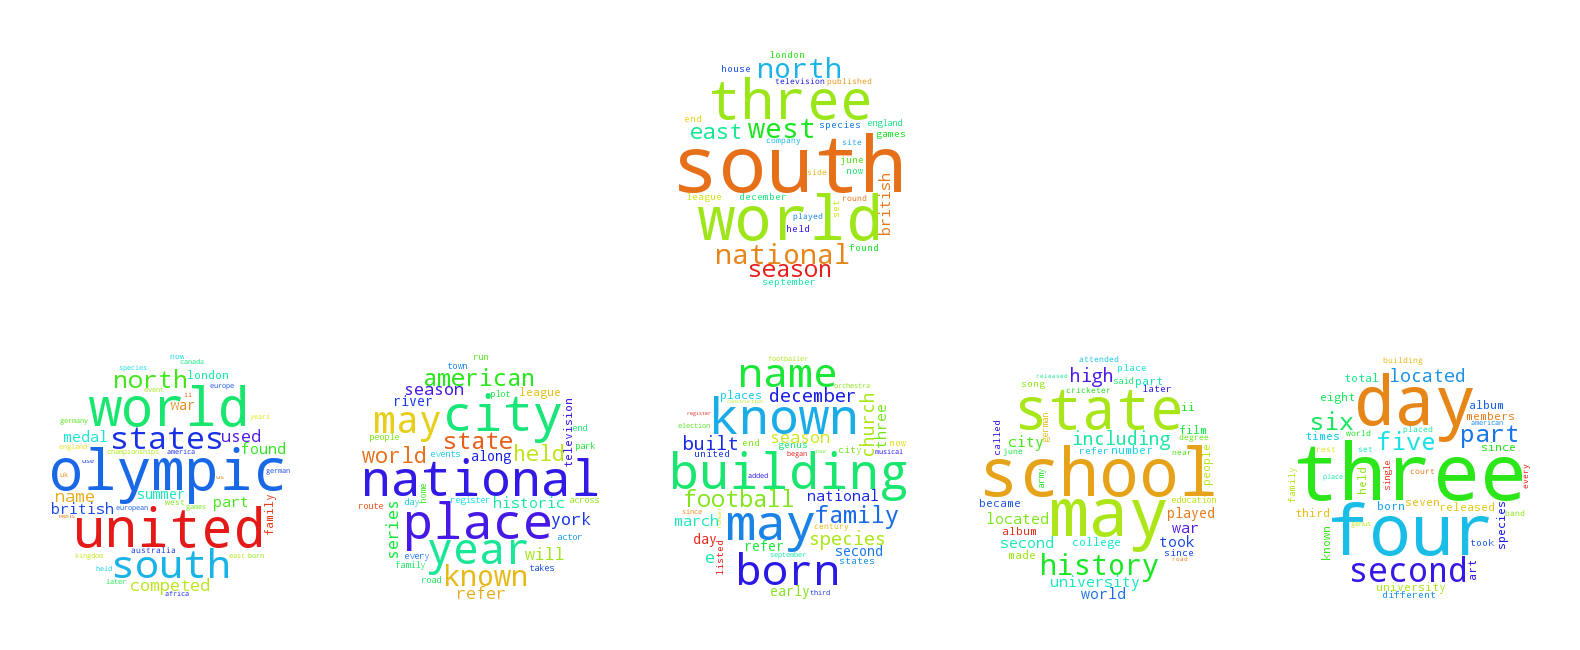 london
house north
television published
three
end
east west species england
games
company site
south
june
side now
league december round
british
set
played
world
held
national found
season
september
now
canada
species
north london
europe
event ii
world war
years
germany
medal states used
england championships america found
olympic
use german
uk us
name summer
european west part
british games
family
united
australia
kingdom east born
south
held
later competed
africa
run
town
american
season plot league
river
may city
television
end
people state
world events along held park
national
home
day register historic
route across
place york
series actor
year
every will
family takes
road known
refer
footballer
name orchestra
places december
register known
election church
three
built season now
end genus city
united began musical
building
added
since football national
march may family
century
day species
refer second
e september states
listed
born
early third
attended
place
released high said part
song cricketer later
state ii
german
called film
city including degree
refer number near
june people
school
army
education
became may played
located war
album college took
second since
made history road
university
world
building
total located
eight day album
members
six american
times world placed part
five since
rest set
three
family place held single court every
seven
third born released
band
genus four species
known took
second art
university
different